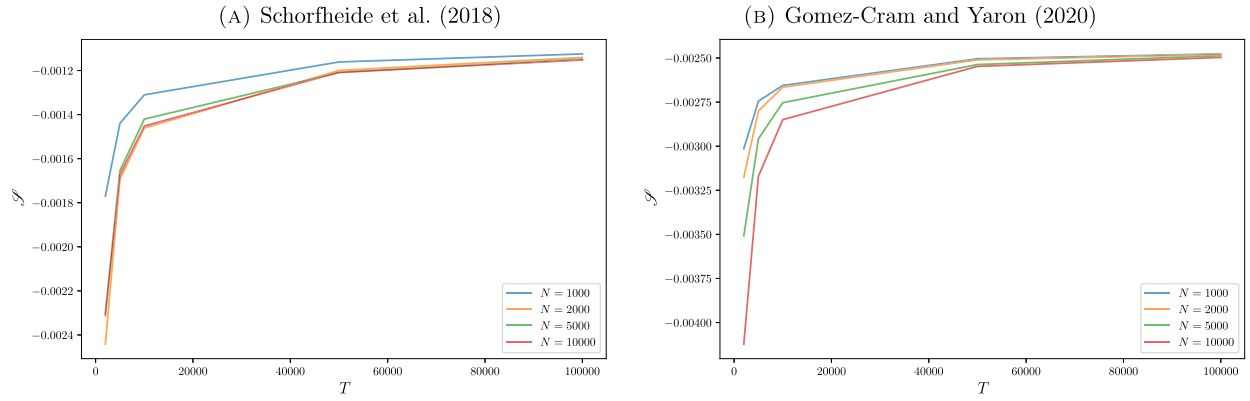 (A) Schorfheide et al. (2018)
−0.0012
−0.0014
−0.0016
−0.0018
−0.0020
−0.0022
−0.0024
𝒮
0
20000
40000
60000
80000
100000
T
N = 1000
N = 2000
N = 5000
N = 10000
(B) Gomez-Cram and Yaron (2020)
−0.00250
−0.00275
−0.00300
−0.00325
−0.00350
−0.00375
−0.00400
𝒮
0
20000
40000
60000
80000
100000
T
N = 1000
N = 2000
N = 5000
N = 10000